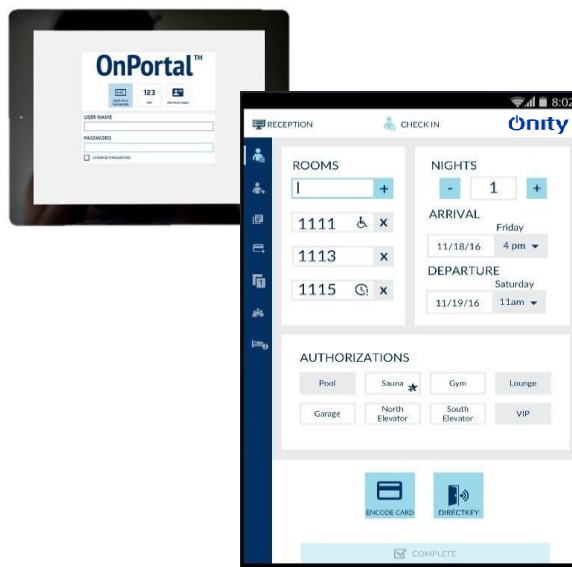 OnPortal™
123
USER NAME
PASSWORD
CHANGE PASSWORD
8:02
RECEPTION
CHECK IN
Onity
ROOMS
NIGHTS
+
- 1 +
1111 x
ARRIVAL
Friday
11/18/16 4 pm
1113 x
DEPARTURE
Saturday
1115 x
11/19/16 11am
AUTHORIZATIONS
Pool Sauna Gym Lounge
Garage North Elevator South Elevator VIP
ENCODE CARD DIRECTKEY
COMPLETE